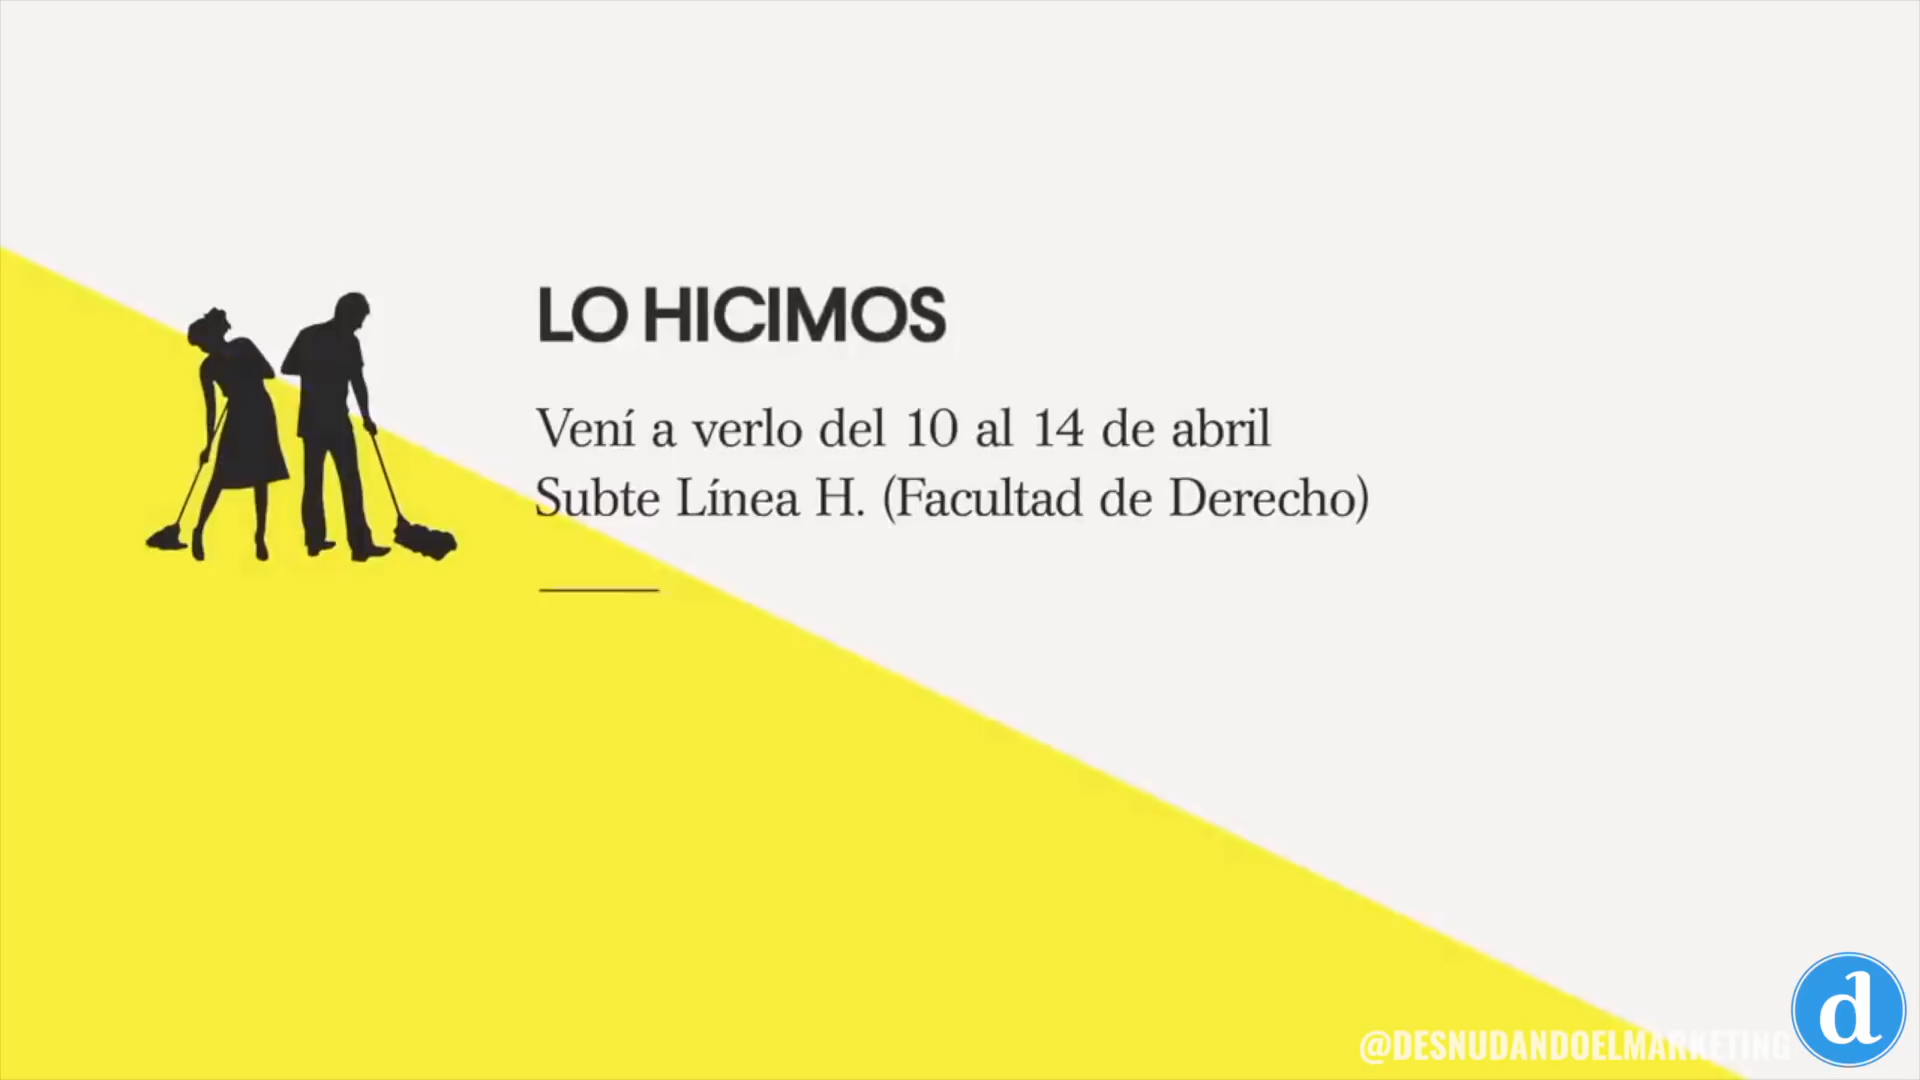 LO HICIMOS
Vení a verlo del 10 al 14 de abril
Subte Línea H. (Facultad de Derecho)
@DESNUDANDOELMARKETING
d